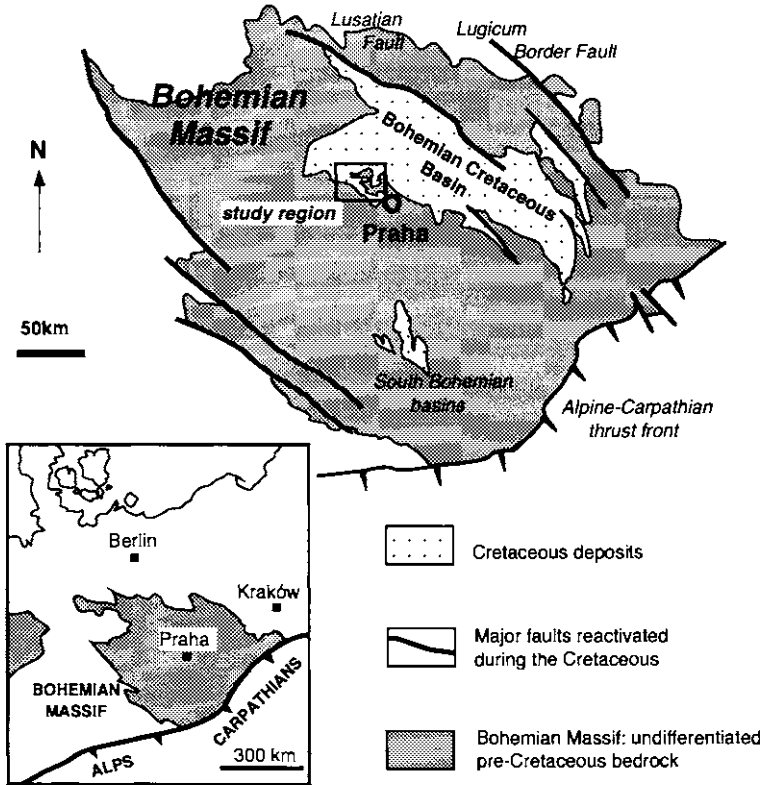 Lusatian
Fault
Lugicum
Border Fault
Bohemian
Massif
N
Bohemian Cretaceous
Basin
study region
Praha
50km
South Bohemian
basins
Alpine-Carpathian
thrust front
Berlin
Kraków
Praha
BOHEMIAN
MASSIF
CARPATHIANS
ALPS
300 km
Cretaceous deposits
Major faults reactivated
during the Cretaceous
Bohemian Massif: undifferentiated
pre-Cretaceous bedrock